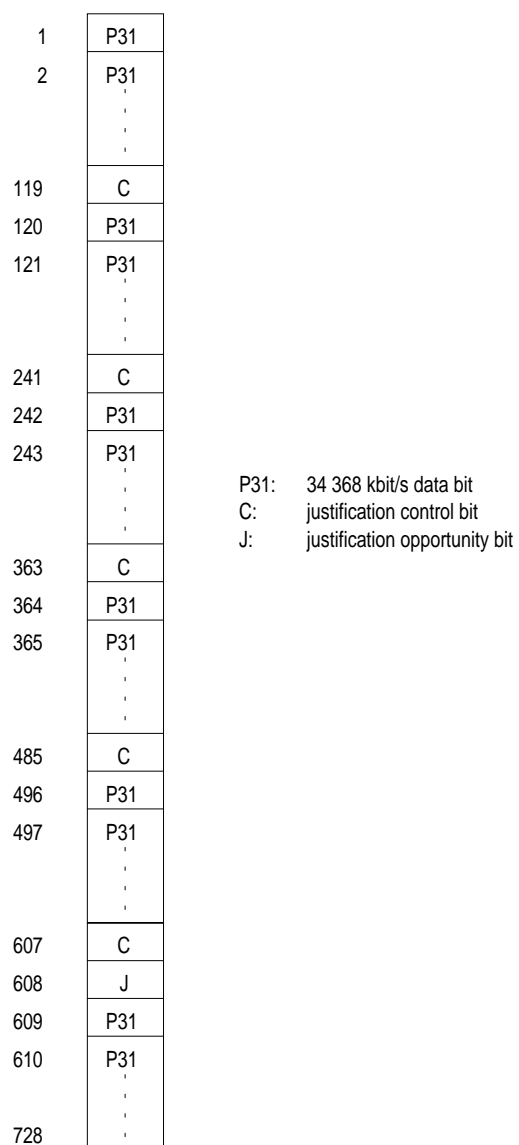 1 P31
2 P31
119 C
120 P31
121 P31
241 C
242 P31
243 P31
P31: 34 368 kbit/s data bit
C: justification control bit
J: justification opportunity bit
363 C
364 P31
365 P31
485 C
496 P31
497 P31
607 C
608 J
609 P31
610 P31
728